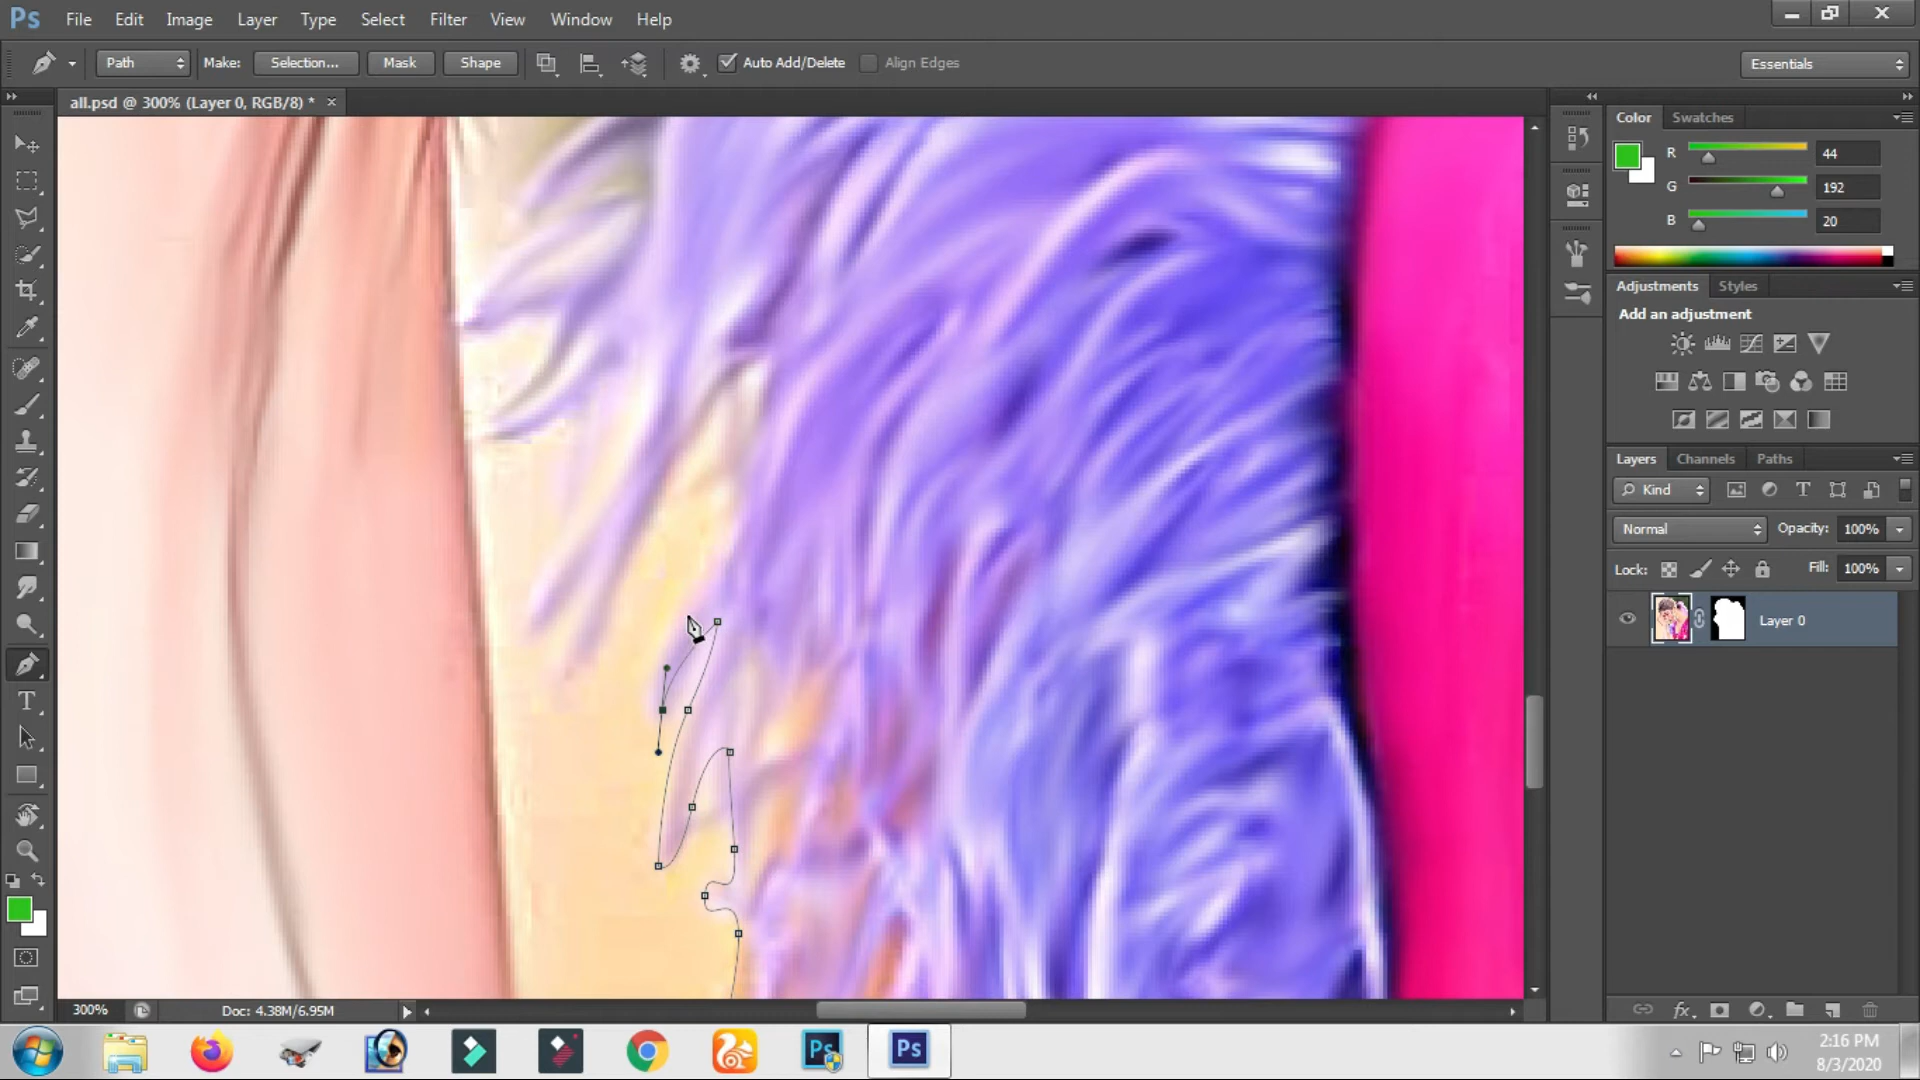 Ps File Edit Image Layer Type Select Filter View Window Help
Path Make: Selection... Mask Shape Auto Add/Delete Align Edges Essentials
all.psd @ 300% (Layer 0, RGB/8) *
Color Swatches
R 44
G 192
B 20
Adjustments Styles
Add an adjustment
Layers Channels Paths
Kind
Normal Opacity: 100%
Lock: Fill: 100%
Layer 0
300% Doc: 4.38M/6.95M
Ps Ps
2:16 PM
8/3/2020